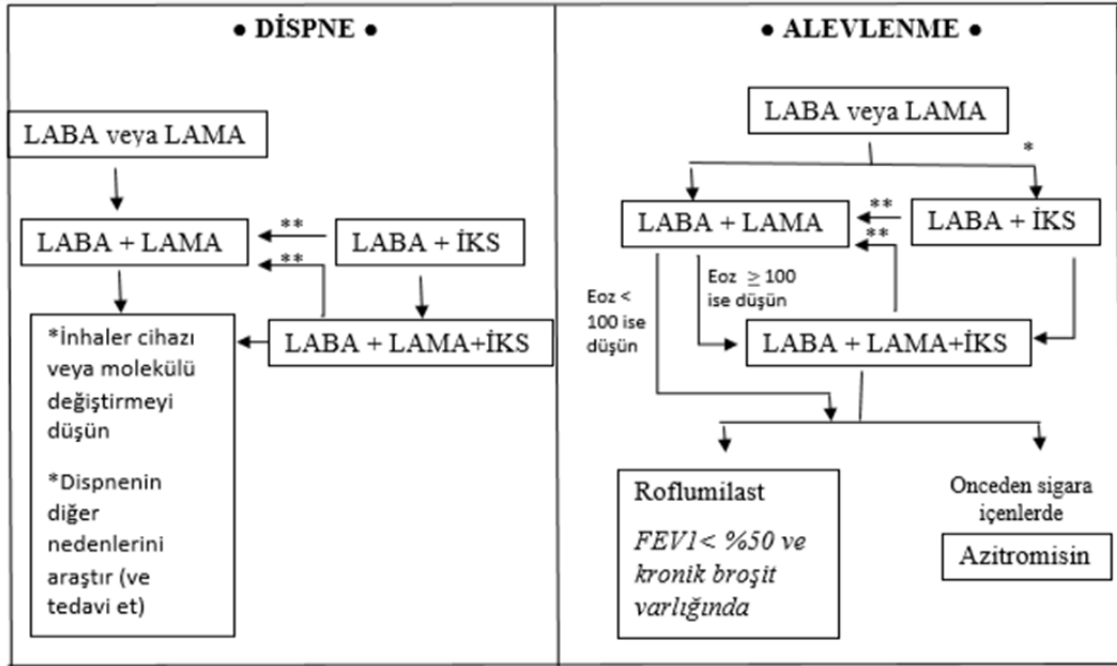 ● DİSPNE ●
LABA veya LAMA
LABA + LAMA
**
**
LABA + İKS
LABA + LAMA+İKS
*İnhaler cihazı
veya molekülü
değiştirmeyi
düşün
*Dispnenin
diğer
nedenlerini
araştır (ve
tedavi et)
● ALEVLENME ●
LABA veya LAMA
*
LABA + LAMA
**
**
LABA + İKS
Eoz <
100 ise
düşün
Eoz ≥ 100
ise düşün
LABA + LAMA+İKS
Roflumilast
FEV1< %50 ve
kronik broşit
varlığında
Onceden sigara
içenlerde
Azitromisin